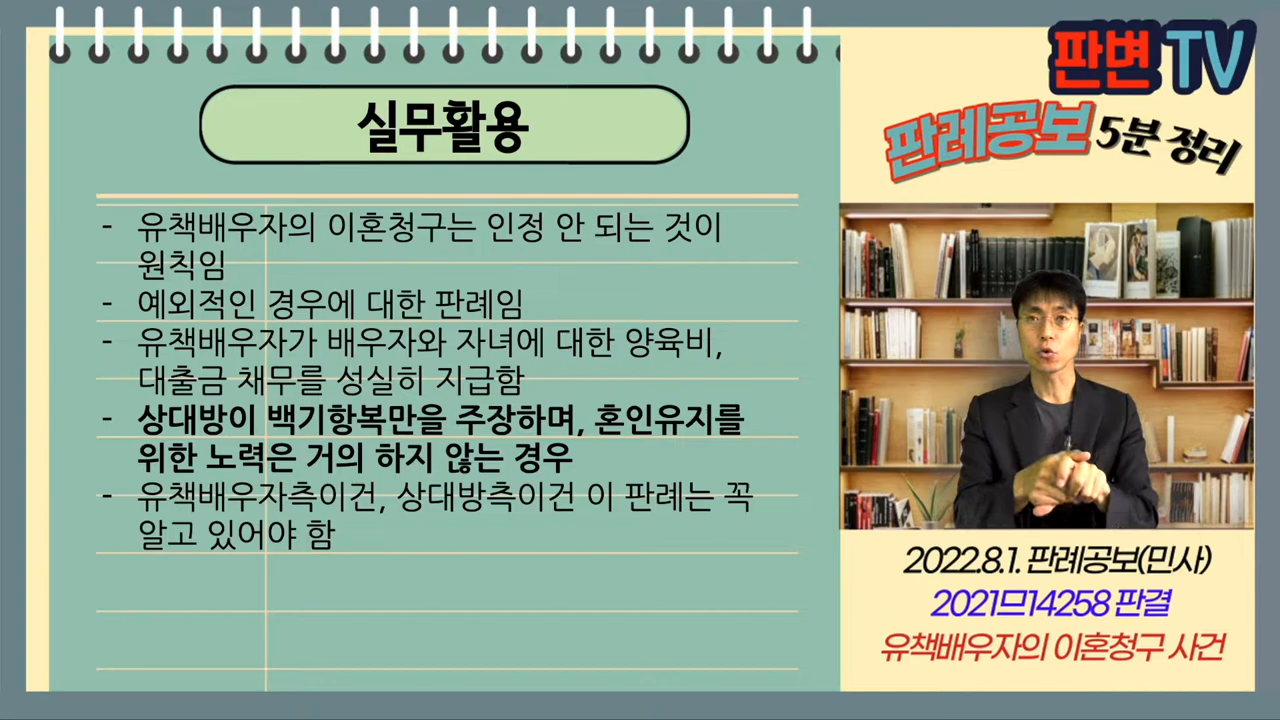 실무활용
- 유책배우자의 이혼청구는 인정 안 되는 것이
원칙임
- 예외적인 경우에 대한 판례임
- 유책배우자가 배우자와 자녀에 대한 양육비,
대출금 채무를 성실히 지급함
- 상대방이 백기항복만을 주장하며, 혼인유지를
위한 노력은 거의 하지 않는 경우
- 유책배우자측이건, 상대방측이건 이 판례는 꼭
알고 있어야 함
판변 TV
판례공보 5분 정리
2022.8.1. 판례공보(민사)
2021므14258 판결
유책배우자의 이혼청구 사건